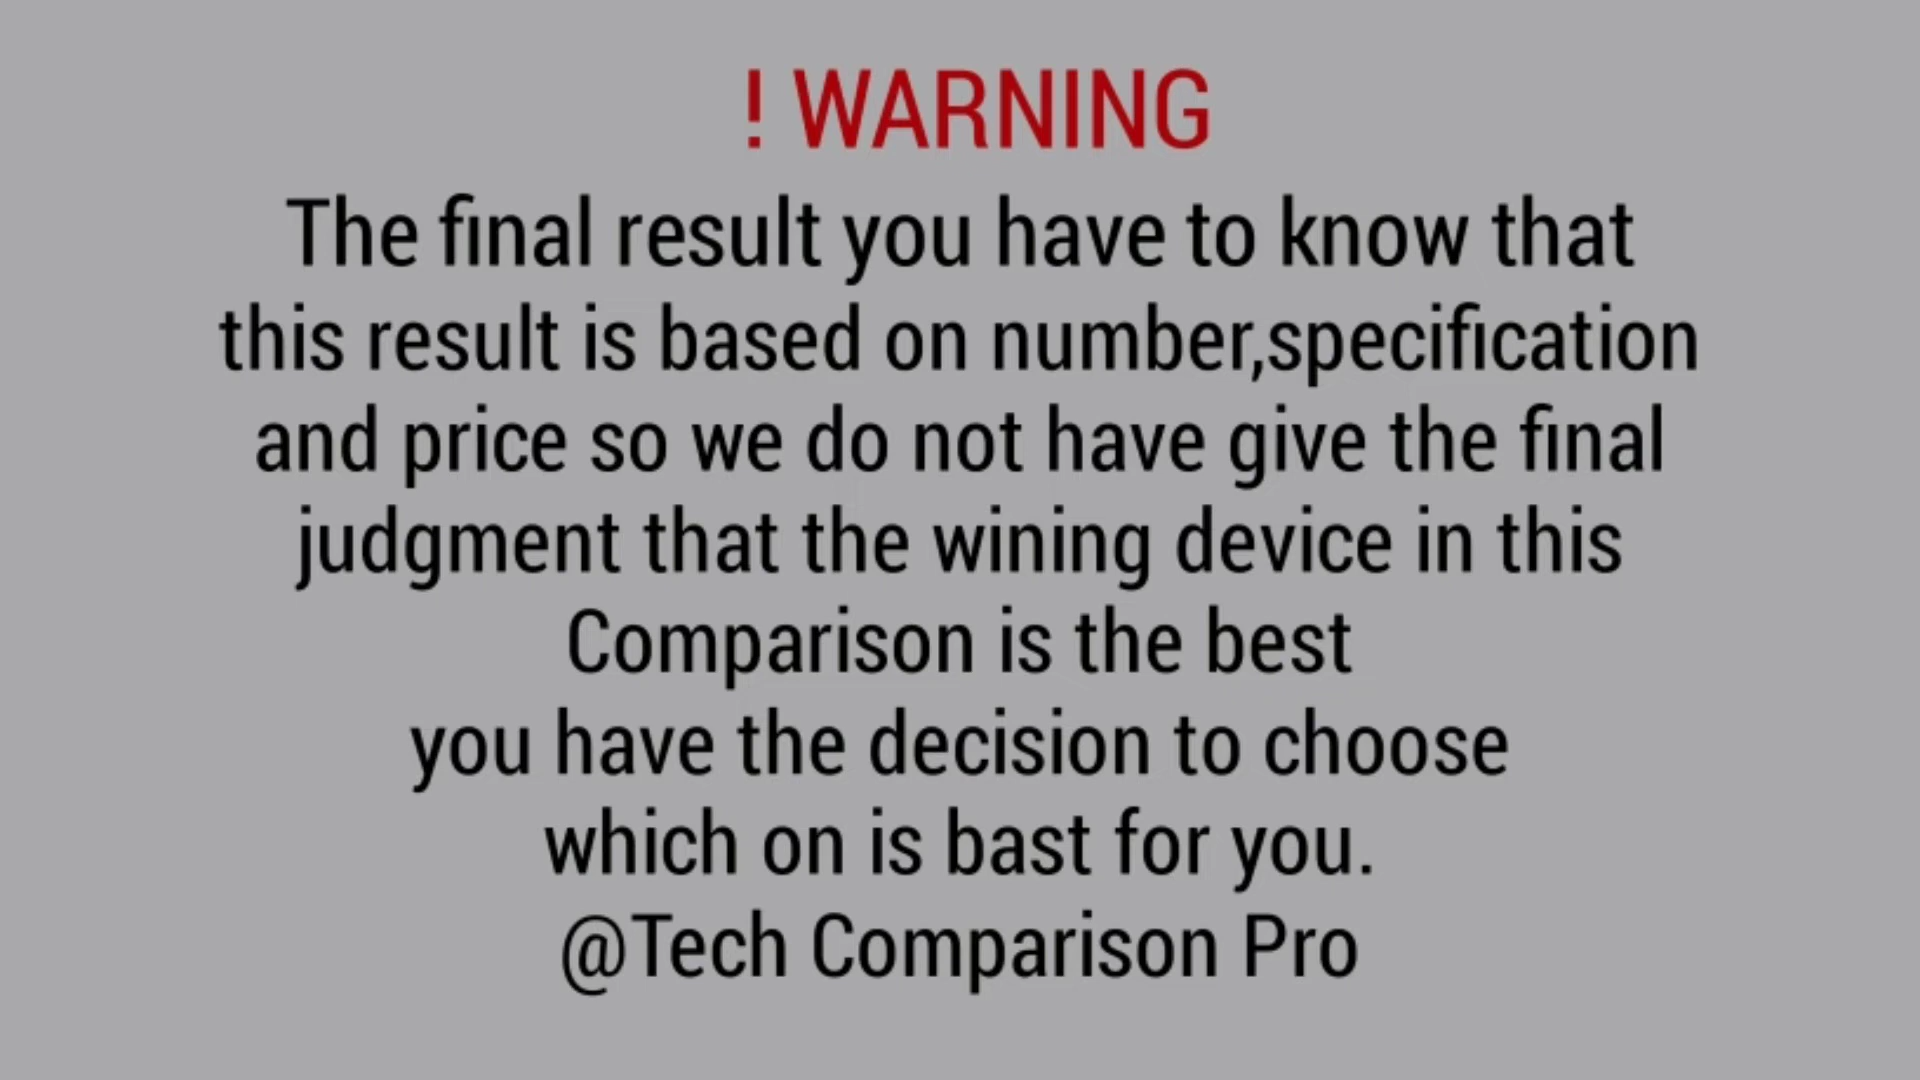 ! WARNING
The final result you have to know that
this result is based on number,specification
and price so we do not have give the final
judgment that the wining device in this
Comparison is the best
you have the decision to choose
which on is bast for you.
@Tech Comparison Pro